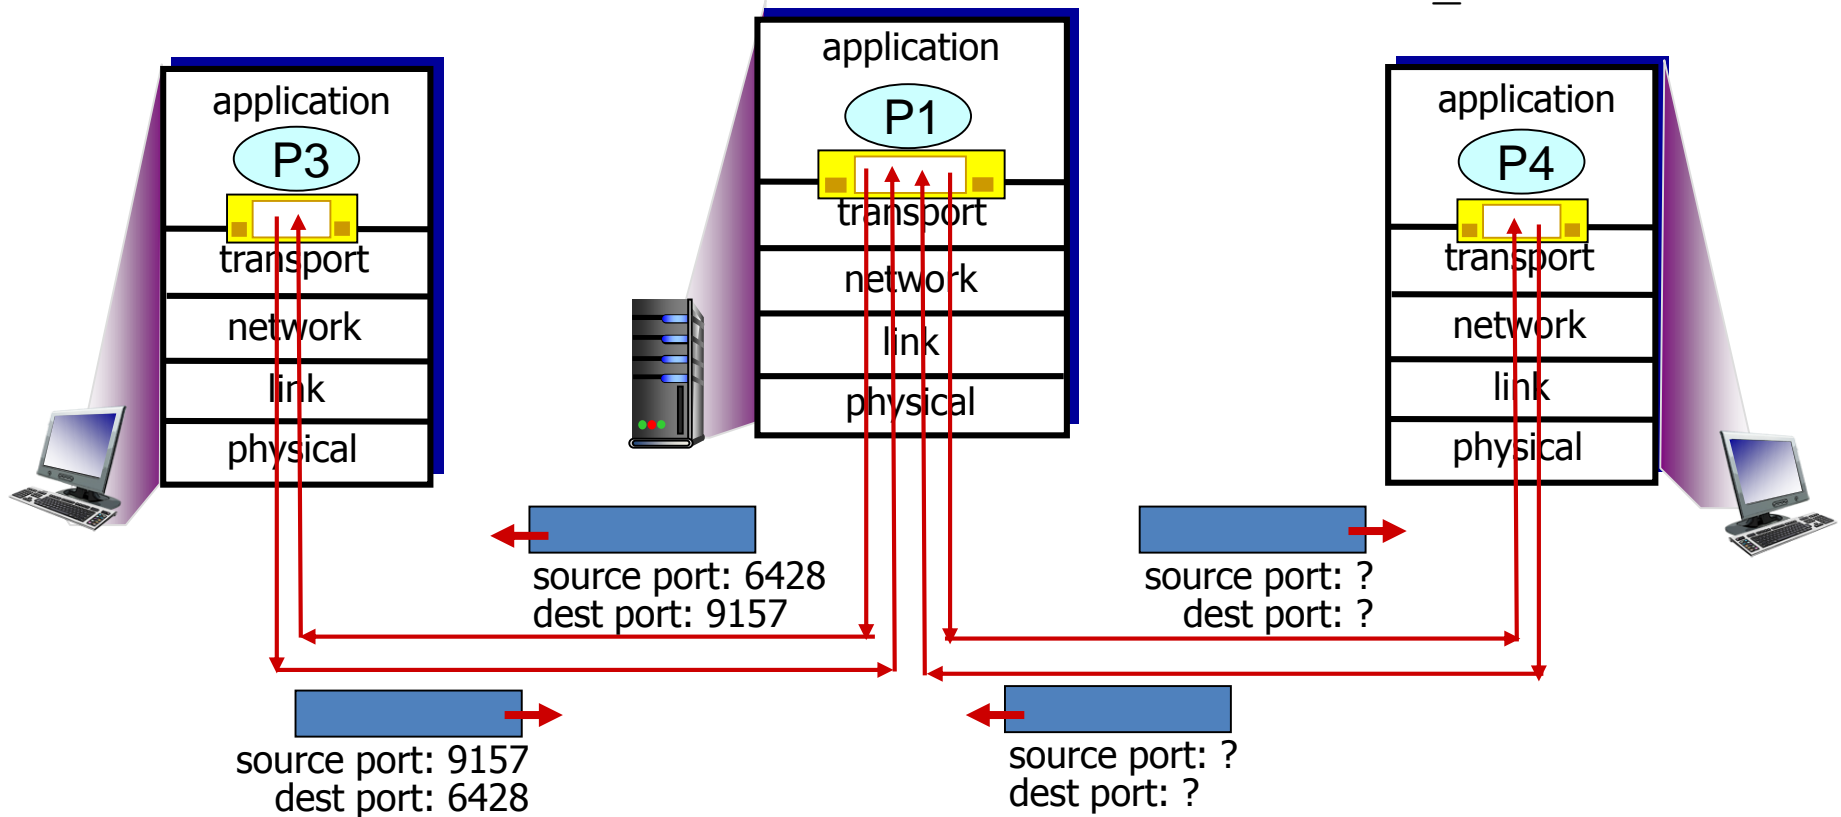 application
P3
transport
network
link
physical
application
P1
transport
network
link
physical
application
P4
transport
network
link
physical
source port: 6428
dest port: 9157
source port: ?
dest port: ?
source port: 9157
dest port: 6428
source port: ?
dest port: ?